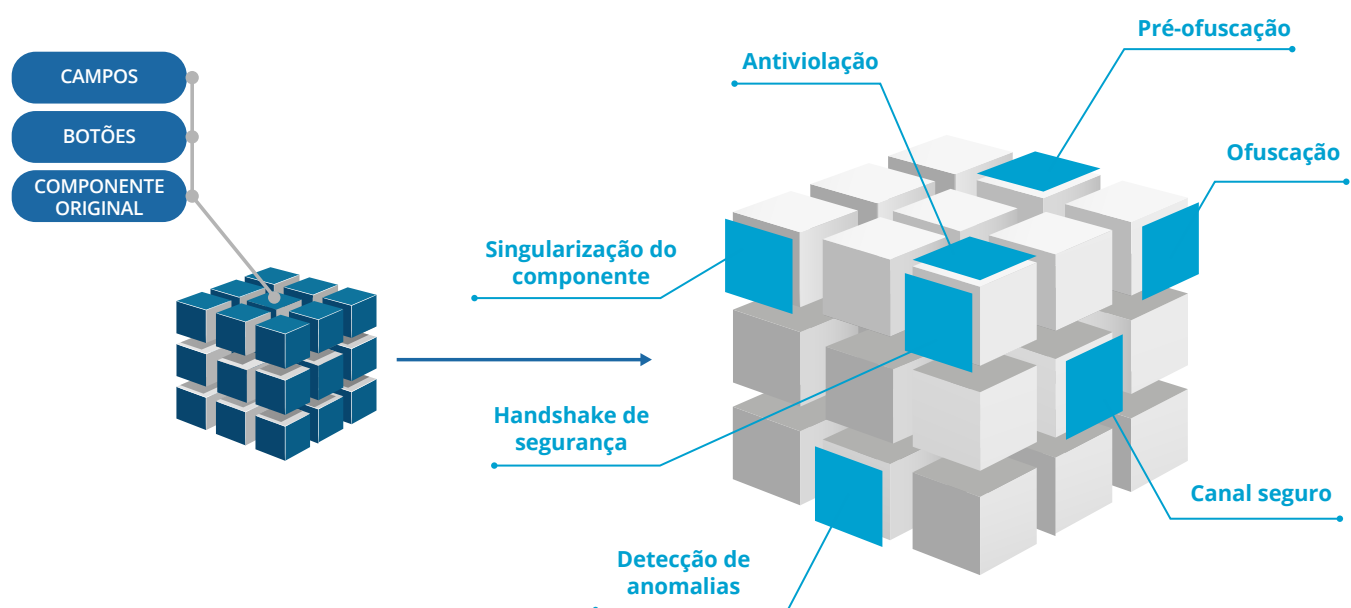 CAMPOS
BOTÕES
COMPONENTE
ORIGINAL
Pré-ofuscação
Antiviolação
Ofuscação
Singularização do
componente
Handshake de
segurança
Canal seguro
Detecção de
anomalias